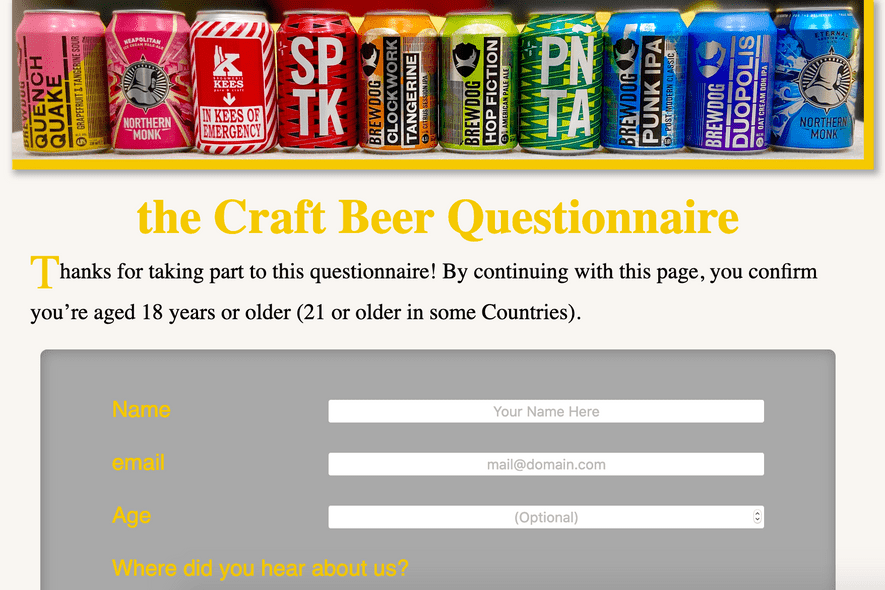 BREWDOG
QUENCH
QUAKE
GRAPEFRUIT & TANGERINE SOUR
NEAPOLITAN
ICE CREAM PALE ALE
NORTHERN
MONK
BROUWERIJ
KEES
IN KEES OF
EMERGENCY
SP
TK
BREWDOG
CLOCKWORK
TANGERINE
CITRUS SESSION IPA
BREWDOG
HOP FICTION
AMERICAN PALE ALE
PN
TA
BREWDOG
PUNK IPA
POST MODERN CLASSIC
BREWDOG
DUOPOLIS
OAT CREAM DDH IPA
ETERNAL
NORTHERN
MONK
the Craft Beer Questionnaire
Thanks for taking part to this questionnaire! By continuing with this page, you confirm
you’re aged 18 years or older (21 or older in some Countries).
Name
Your Name Here
email
mail@domain.com
Age
(Optional)
Where did you hear about us?